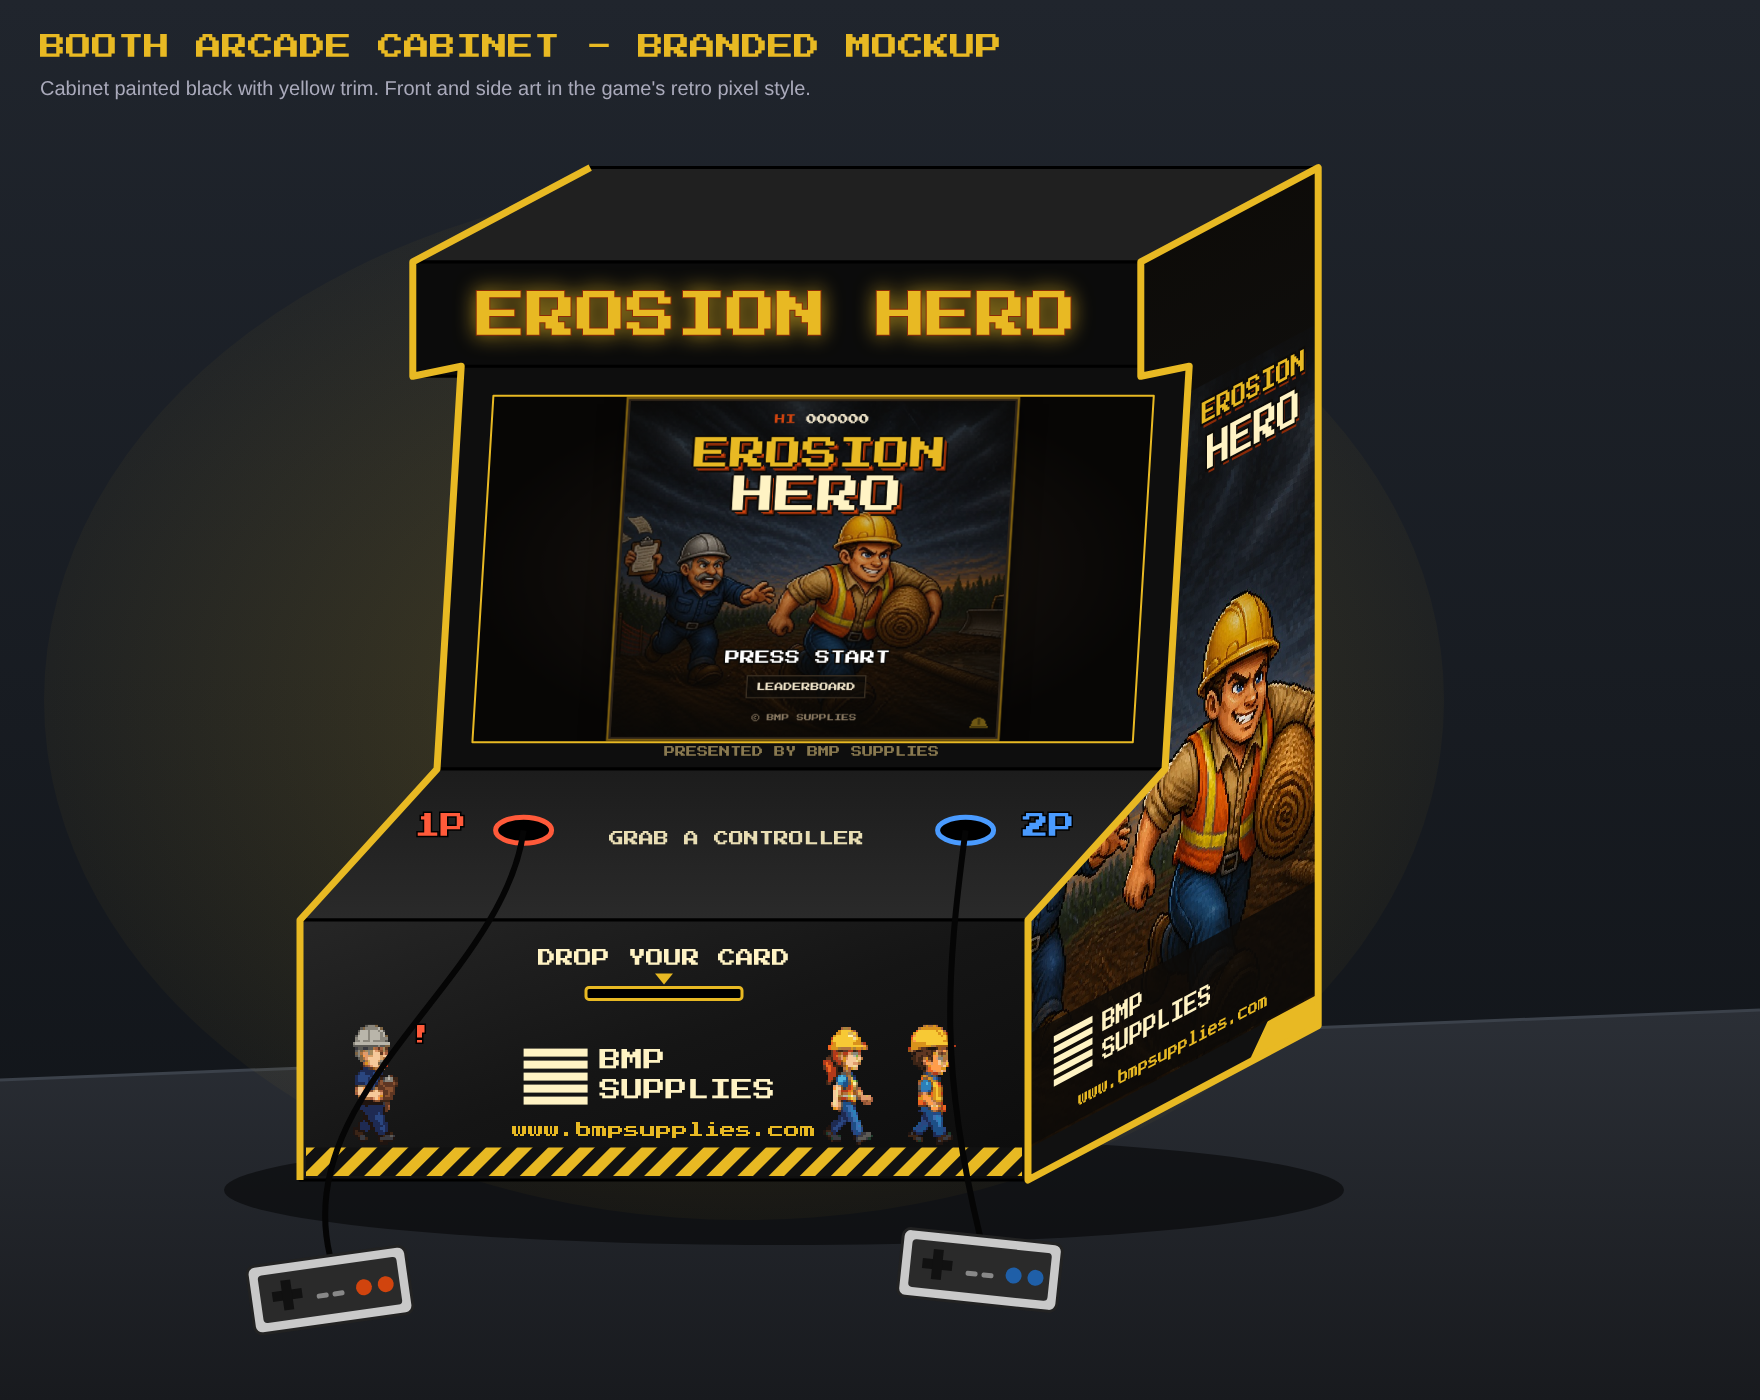 BOOTH ARCADE CABINET - BRANDED MOCKUP
Cabinet painted black with yellow trim. Front and side art in the game's retro pixel style.
EROSION HERO
HI 000000
EROSION
HERO
PRESS START
LEADERBOARD
© BMP SUPPLIES
PRESENTED BY BMP SUPPLIES
EROSION
HERO
1P
GRAB A CONTROLLER
2P
DROP YOUR CARD
!
BMP
SUPPLIES
www.bmpsupplies.com
BMP
SUPPLIES
www.bmpsupplies.com